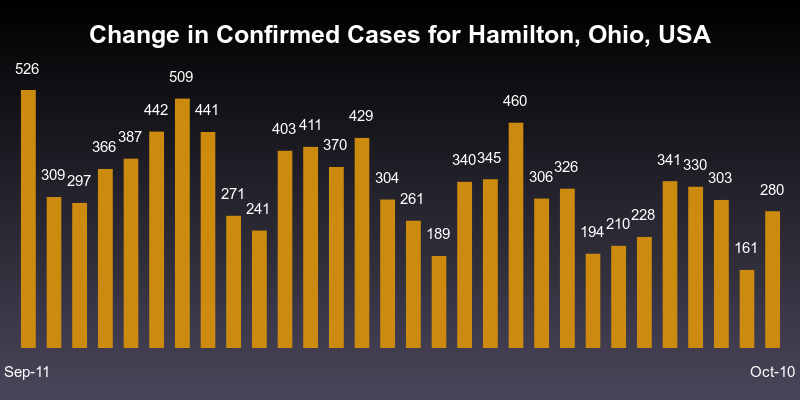 Change in Confirmed Cases for Hamilton, Ohio, USA
526 309 297 366 387 442 509 441 271 241 403 411 370 429 304 261 189 340 345 460 306 326 194 210 228 341 330 303 161 280
Sep-11 Oct-10